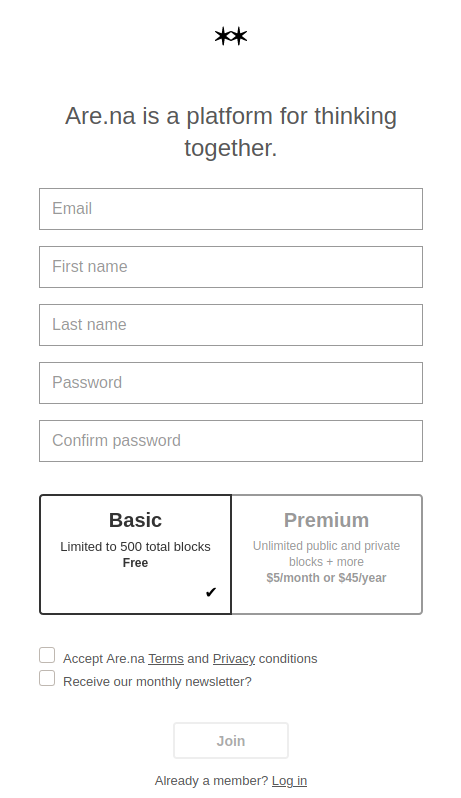 Are.na is a platform for thinking
together.
Email
First name
Last name
Password
Confirm password
Basic
Limited to 500 total blocks
Free
Premium
Unlimited public and private
blocks + more
$5/month or $45/year
Accept Are.na Terms and Privacy conditions
Receive our monthly newsletter?
Join
Already a member? Log in